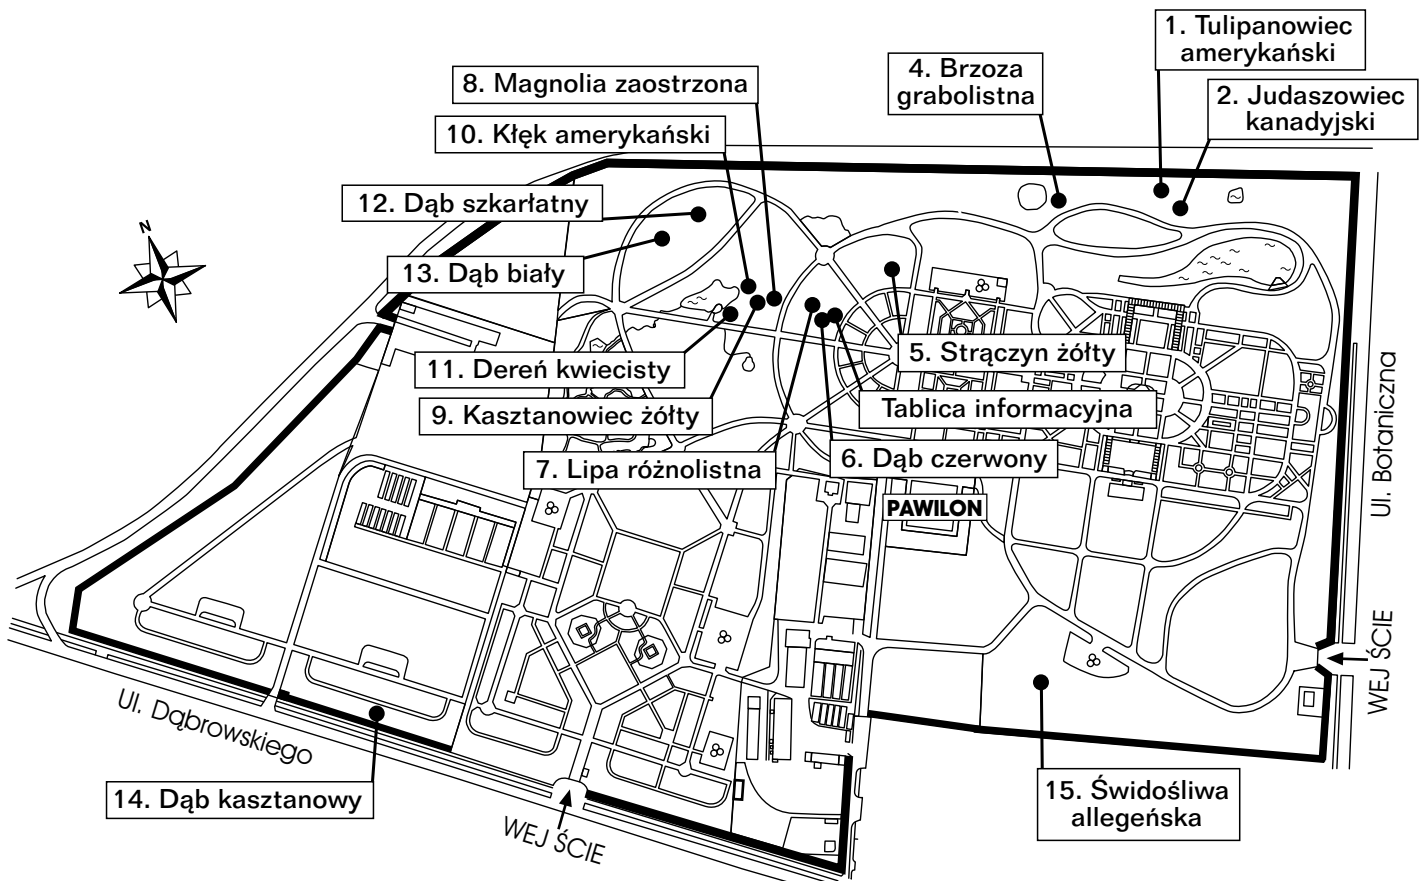 1. Tulipanowiec
amerykański
4. Brzoza
grabolistna
8. Magnolia zaostrzona
2. Judaszowiec
kanadyjski
10. Kłęk amerykański
12. Dąb szkarłatny
N
13. Dąb biały
5. Strączyn żółty
11. Dereń kwiecisty
9. Kasztanowiec żółty
Tablica informacyjna
7. Lipa różnolistna
6. Dąb czerwony
PAWILON
Ul. Botaniczna
WEJ ŚCIE
Ul. Dąbrowskiego
14. Dąb kasztanowy
15. Świdośliwa
allegeńska
WEJ ŚCIE